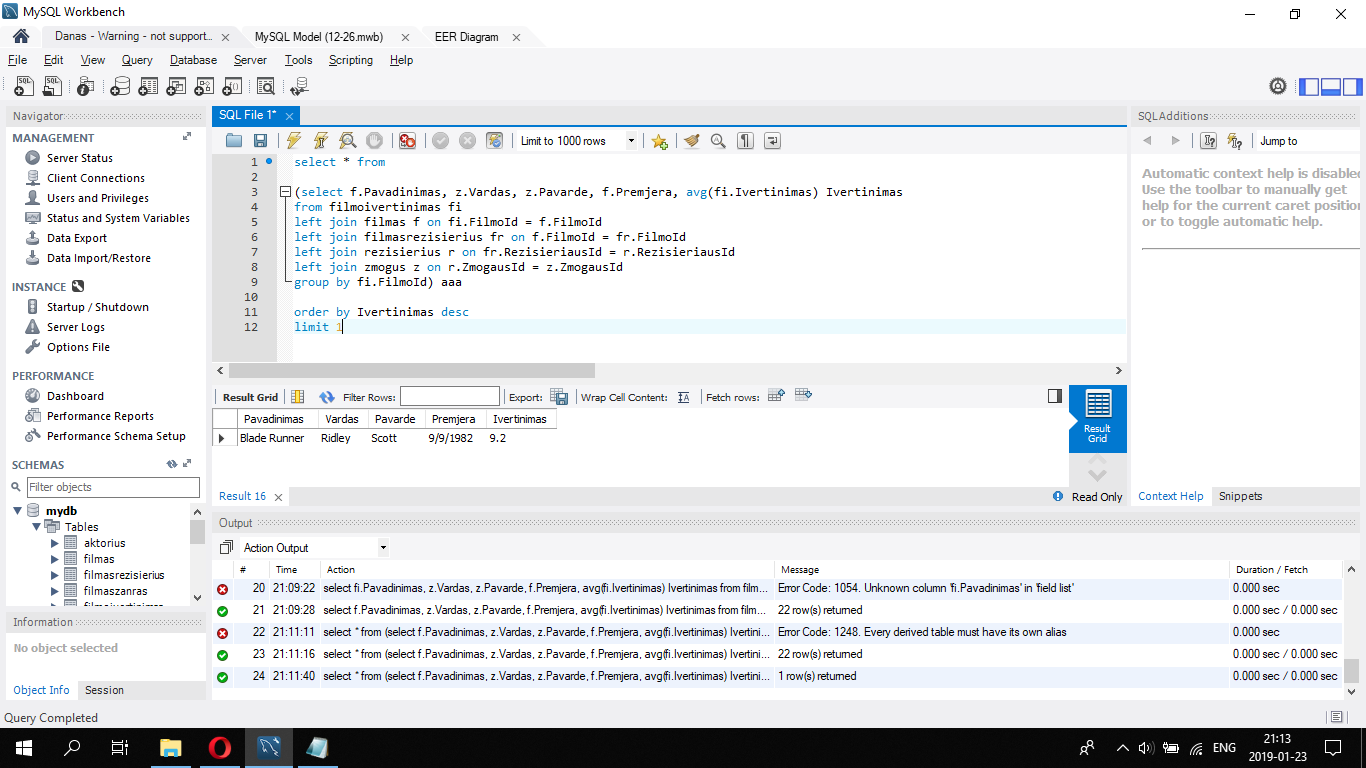 MySQL Workbench
Danas - Warning - not support... MySQL Model (12-26.mwb) EER Diagram
File Edit View Query Database Server Tools Scripting Help
Navigator
MANAGEMENT
Server Status
Client Connections
Users and Privileges
Status and System Variables
Data Export
Data Import/Restore
INSTANCE
Startup / Shutdown
Server Logs
Options File
PERFORMANCE
Dashboard
Performance Reports
Performance Schema Setup
SCHEMAS
Filter objects
mydb
Tables
aktorius
filmas
filmasrezisierius
filmaszanras
Information
No object selected
Object Info Session
SQL File 1*
Limit to 1000 rows
1 select * from
2
3 (select f.Pavadinimas, z.Vardas, z.Pavarde, f.Premjera, avg(fi.Ivertinimas) Ivertinimas
4 from filmoivertinimas fi
5 left join filmas f on fi.FilmoId = f.FilmoId
6 left join filmasrezisierius fr on f.FilmoId = fr.FilmoId
7 left join rezisierius r on fr.RezisieriausId = r.RezisieriausId
8 left join zmogus z on r.ZmogausId = z.ZmogausId
9 group by fi.FilmoId) aaa
10
11 order by Ivertinimas desc
12 limit 1
Result Grid Filter Rows: Export: Wrap Cell Content: Fetch rows:
Pavadinimas Vardas Pavarde Premjera Ivertinimas
Blade Runner Ridley Scott 9/9/1982 9.2
Result Grid
Result 16 Read Only
SQLAdditions
Jump to
Automatic context help is disabled
Use the toolbar to manually get
help for the current caret position
or to toggle automatic help.
Context Help Snippets
Output
Action Output
# Time Action Message Duration / Fetch
20 21:09:22 select fi.Pavadinimas, z.Vardas, z.Pavarde, f.Premjera, avg(fi.Ivertinimas) Ivertinimas from film... Error Code: 1054. Unknown column 'fi.Pavadinimas' in 'field list' 0.000 sec
21 21:09:28 select f.Pavadinimas, z.Vardas, z.Pavarde, f.Premjera, avg(fi.Ivertinimas) Ivertinimas from film... 22 row(s) returned 0.000 sec / 0.000 sec
22 21:11:11 select * from (select f.Pavadinimas, z.Vardas, z.Pavarde, f.Premjera, avg(fi.Ivertinimas) Ivertini... Error Code: 1248. Every derived table must have its own alias 0.000 sec
23 21:11:16 select * from (select f.Pavadinimas, z.Vardas, z.Pavarde, f.Premjera, avg(fi.Ivertinimas) Ivertini... 22 row(s) returned 0.000 sec / 0.000 sec
24 21:11:40 select * from (select f.Pavadinimas, z.Vardas, z.Pavarde, f.Premjera, avg(fi.Ivertinimas) Ivertini... 1 row(s) returned 0.000 sec / 0.000 sec
Query Completed
ENG
21:13
2019-01-23